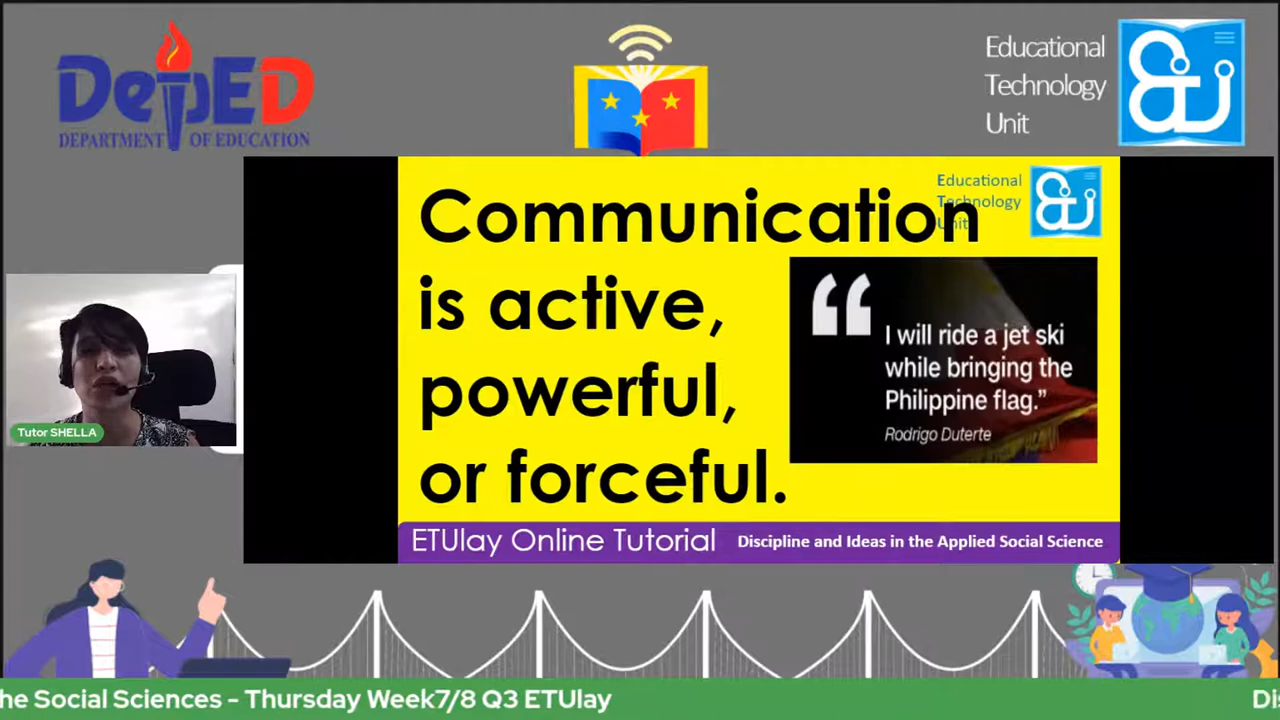 DepED
DEPARTMENT OF EDUCATION
Educational
Technology
Unit
Educational
Technology
Unit
Communication
is active,
powerful,
or forceful.
“
I will ride a jet ski
while bringing the
Philippine flag.”
Rodrigo Duterte
Tutor SHELLA
ETUlay Online Tutorial
Discipline and Ideas in the Applied Social Science
he Social Sciences - Thursday Week7/8 Q3 ETUlay
Dis